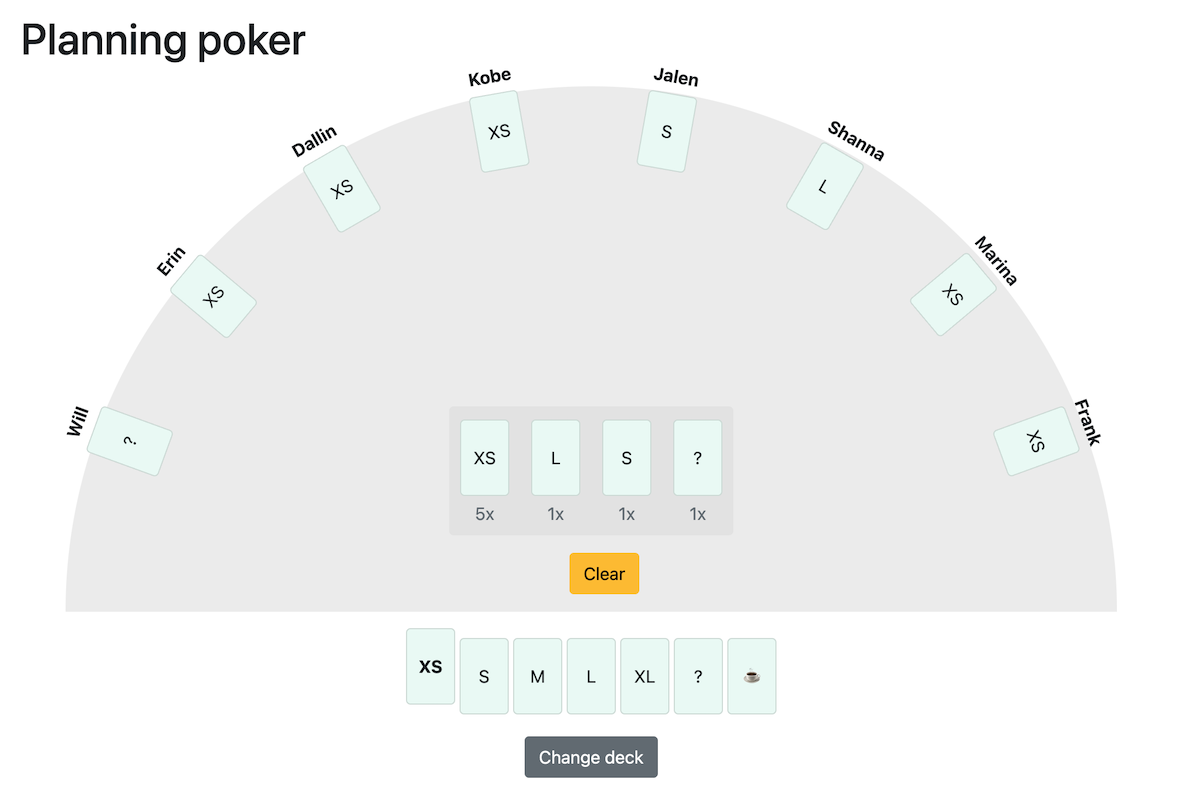 Planning poker
Will
?
Erin
XS
Dallin
XS
Kobe
XS
Jalen
S
Shanna
L
Marina
XS
Frank
XS
XS L S ?
5x 1x 1x 1x
Clear
XS S M L XL ?
Change deck